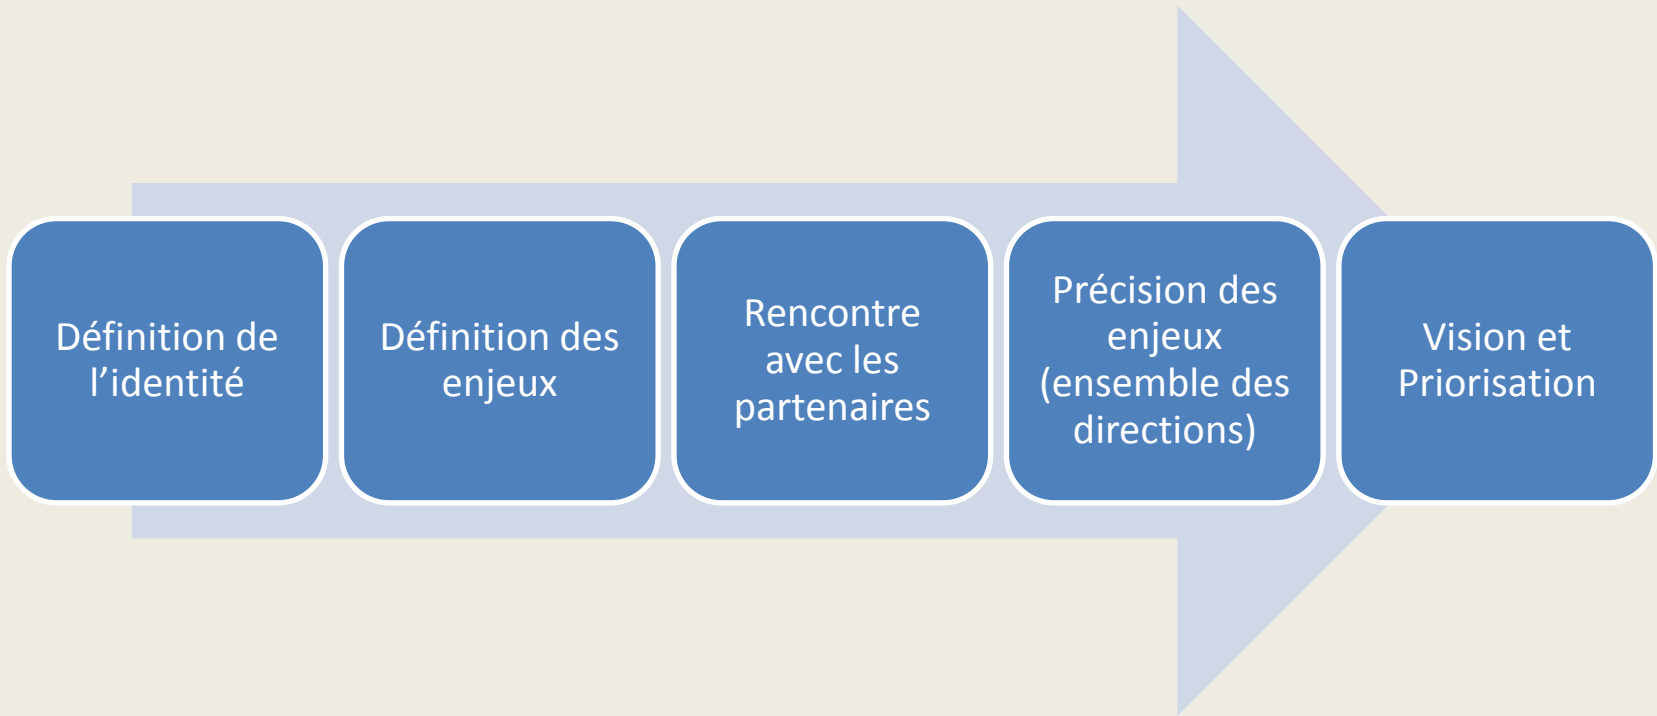 Définition de
l’identité
Définition des
enjeux
Rencontre
avec les
partenaires
Précision des
enjeux
(ensemble des
directions)
Vision et
Priorisation